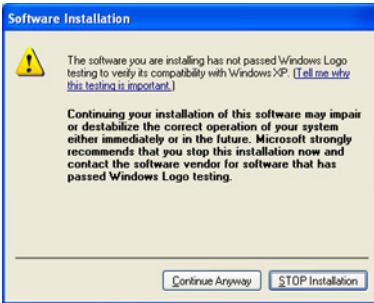 Software Installation
The software you are installing has not passed Windows Logo
testing to verify its compatibility with Windows XP. (Tell me why
this testing is important.)
Continuing your installation of this software may impair
or destabilize the correct operation of your system
either immediately or in the future. Microsoft strongly
recommends that you stop this installation now and
contact the software vendor for software that has
passed Windows Logo testing.
Continue Anyway
STOP Installation